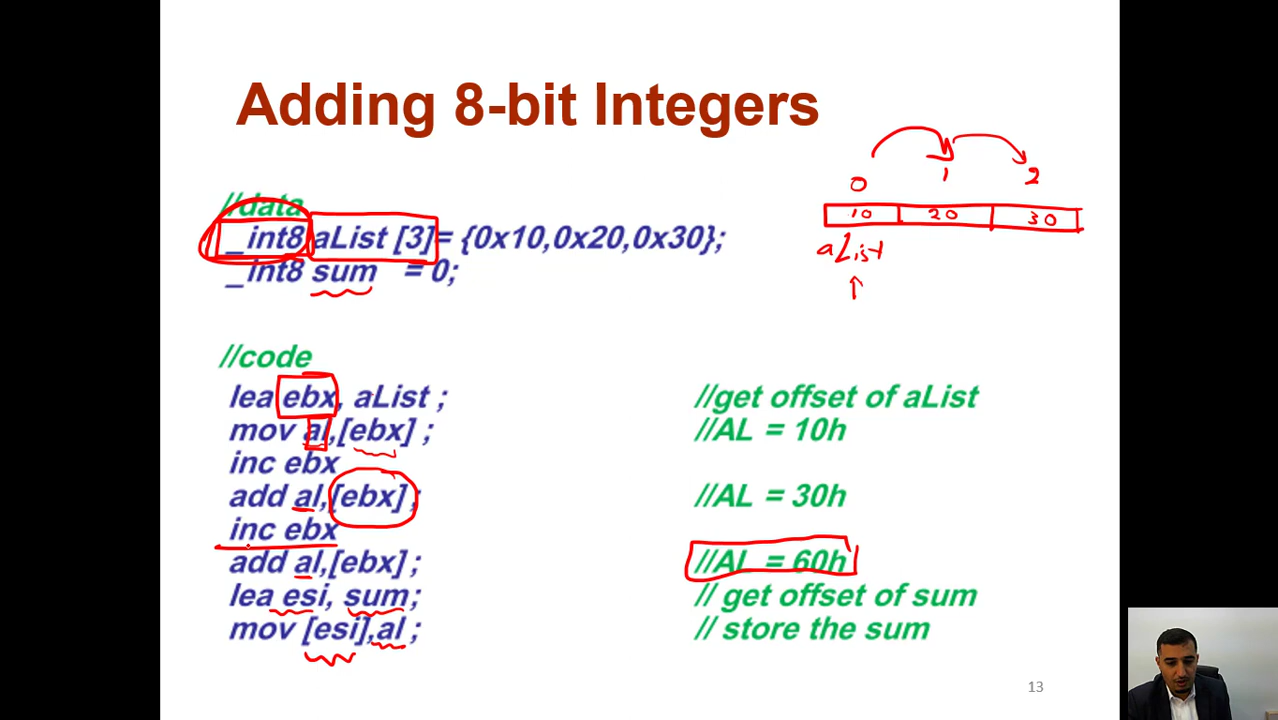 Adding 8-bit Integers
0 1 2
10 20 30
aList
//data
_int8 aList [3]= {0x10,0x20,0x30};
_int8 sum = 0;
//code
lea ebx, aList ; //get offset of aList
mov al,[ebx] ; //AL = 10h
inc ebx
add al,[ebx] ; //AL = 30h
inc ebx
add al,[ebx] ; //AL = 60h
lea esi, sum; // get offset of sum
mov [esi],al ; // store the sum
13